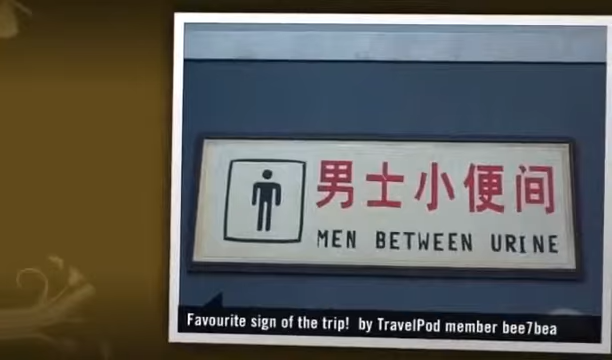 男士小便间
MEN BETWEEN URINE
Favourite sign of the trip! by TravelPod member bee7bea